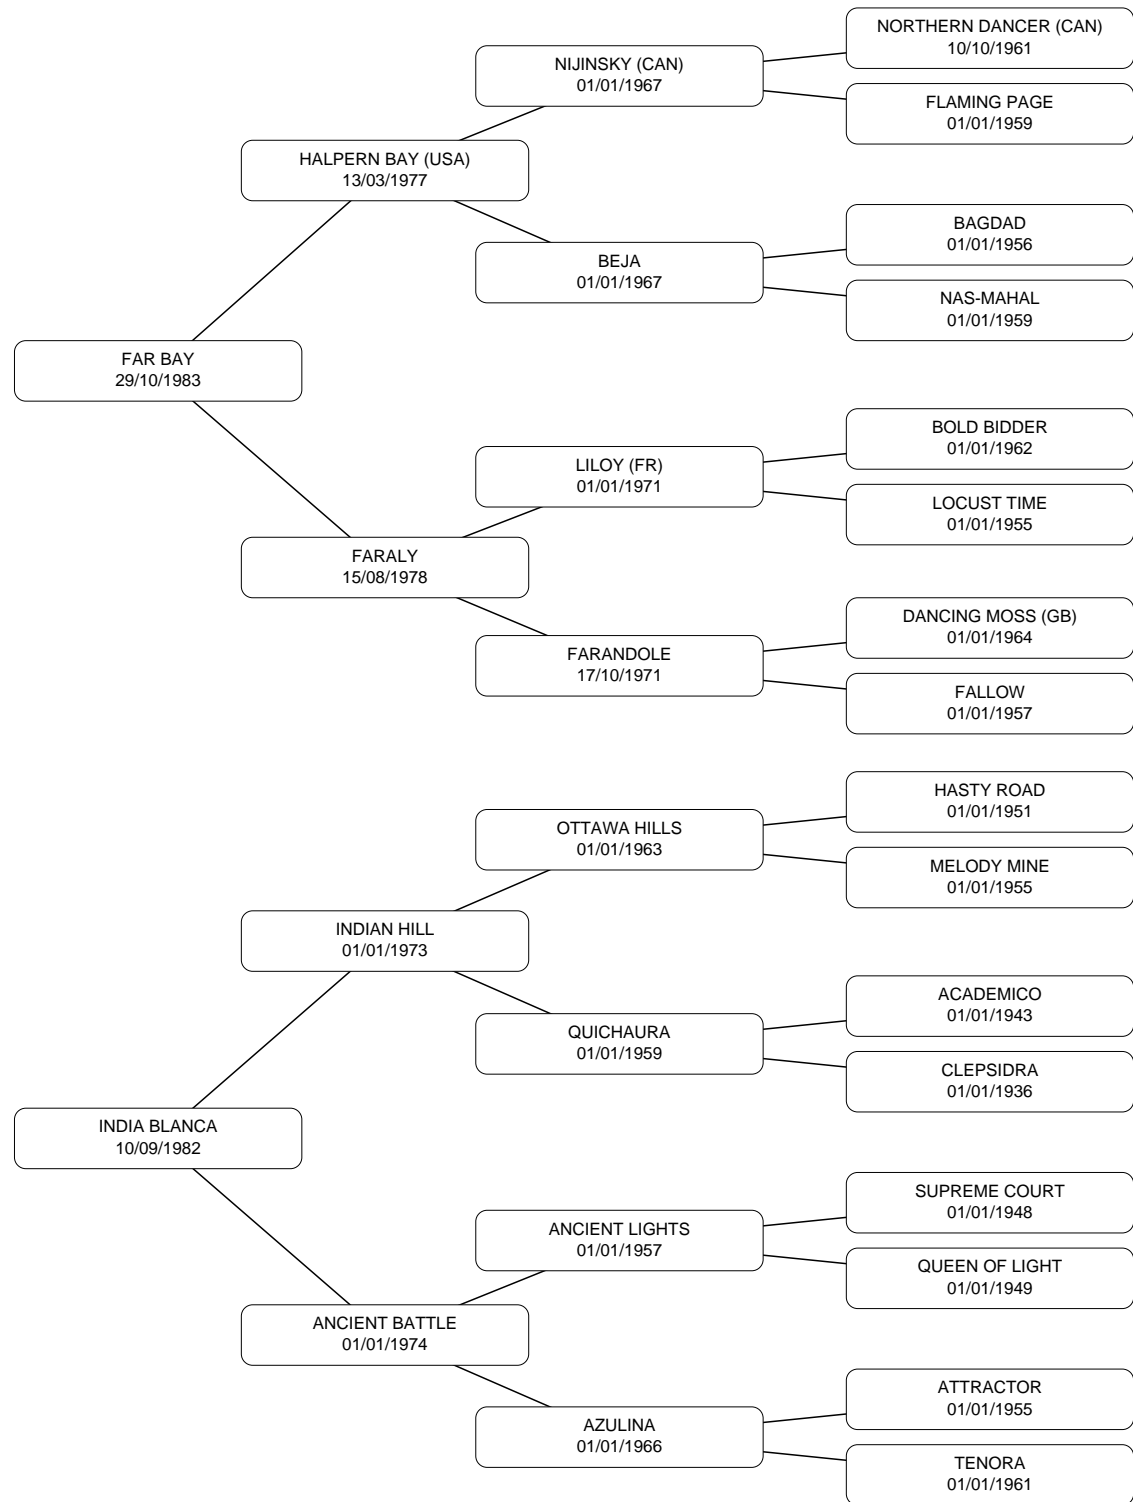 NORTHERN DANCER (CAN)
10/10/1961
NIJINSKY (CAN)
01/01/1967
FLAMING PAGE
01/01/1959
HALPERN BAY (USA)
13/03/1977
BAGDAD
01/01/1956
BEJA
01/01/1967
NAS-MAHAL
01/01/1959
FAR BAY
29/10/1983
BOLD BIDDER
01/01/1962
LILOY (FR)
01/01/1971
LOCUST TIME
01/01/1955
FARALY
15/08/1978
DANCING MOSS (GB)
01/01/1964
FARANDOLE
17/10/1971
FALLOW
01/01/1957
HASTY ROAD
01/01/1951
OTTAWA HILLS
01/01/1963
MELODY MINE
01/01/1955
INDIAN HILL
01/01/1973
ACADEMICO
01/01/1943
QUICHAURA
01/01/1959
CLEPSIDRA
01/01/1936
INDIA BLANCA
10/09/1982
SUPREME COURT
01/01/1948
ANCIENT LIGHTS
01/01/1957
QUEEN OF LIGHT
01/01/1949
ANCIENT BATTLE
01/01/1974
ATTRACTOR
01/01/1955
AZULINA
01/01/1966
TENORA
01/01/1961